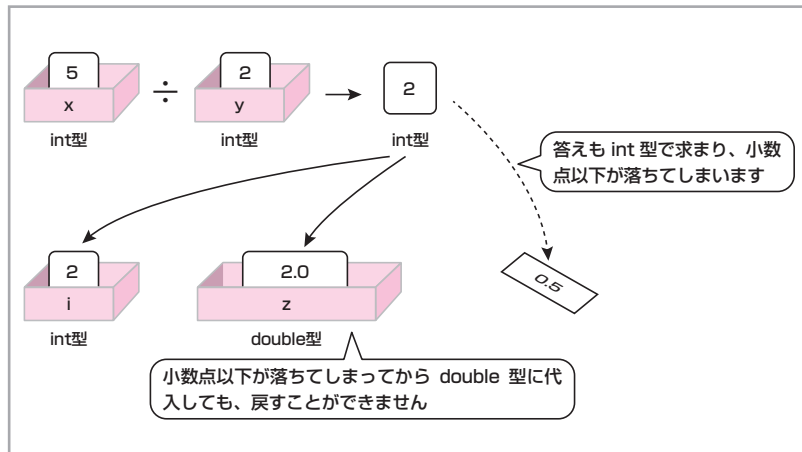 5
÷
2
2
x
y
int型
int型
int型
答えも int 型で求まり、小数
点以下が落ちてしまいます
2
2.0
0.5
i
z
int型
double型
小数点以下が落ちてしまってから double 型に代
入しても、戻すことができません